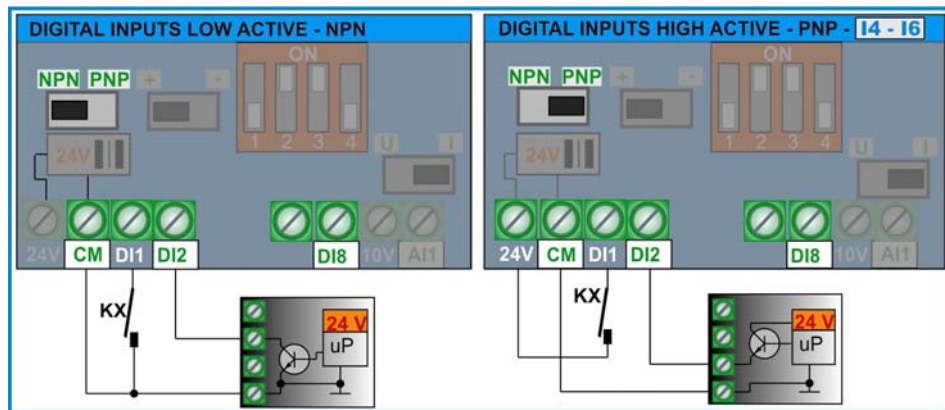 DIGITAL INPUTS LOW ACTIVE - NPN
ON
NPN PNP + -
24V
1 2 3 4
U I
24V CM DI1 DI2 DI8 10V AI1
KX
24 V
uP
DIGITAL INPUTS HIGH ACTIVE - PNP - I4 - I6
ON
NPN PNP + -
24V
1 2 3 4
U I
24V CM DI1 DI2 DI8 10V AI1
KX
24 V
uP